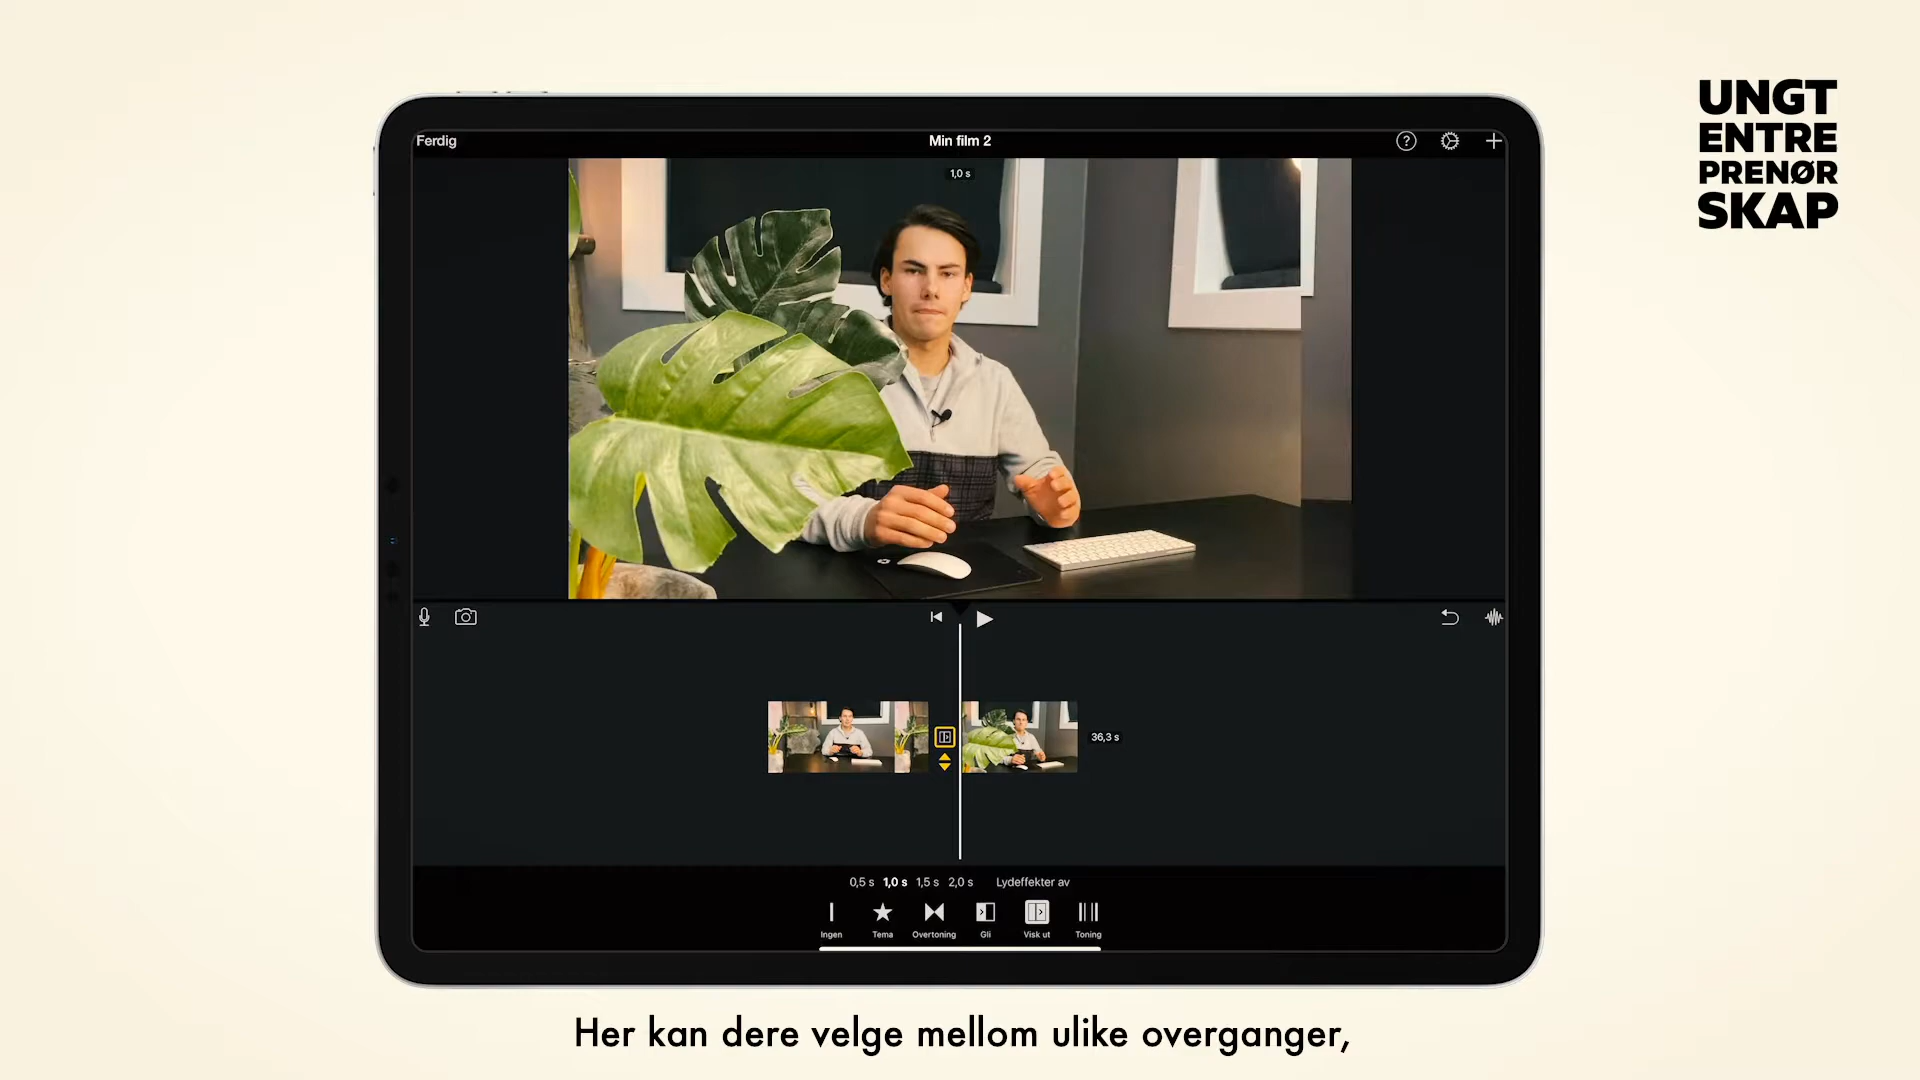 UNGT
ENTRE
PRENØR
SKAP
Ferdig
Min film 2
1,0 s
36,3 s
0,5 s 1,0 s 1,5 s 2,0 s Lydeffekter av
Ingen Tema Overtoning Gli Visk ut Toning
Her kan dere velge mellom ulike overganger,